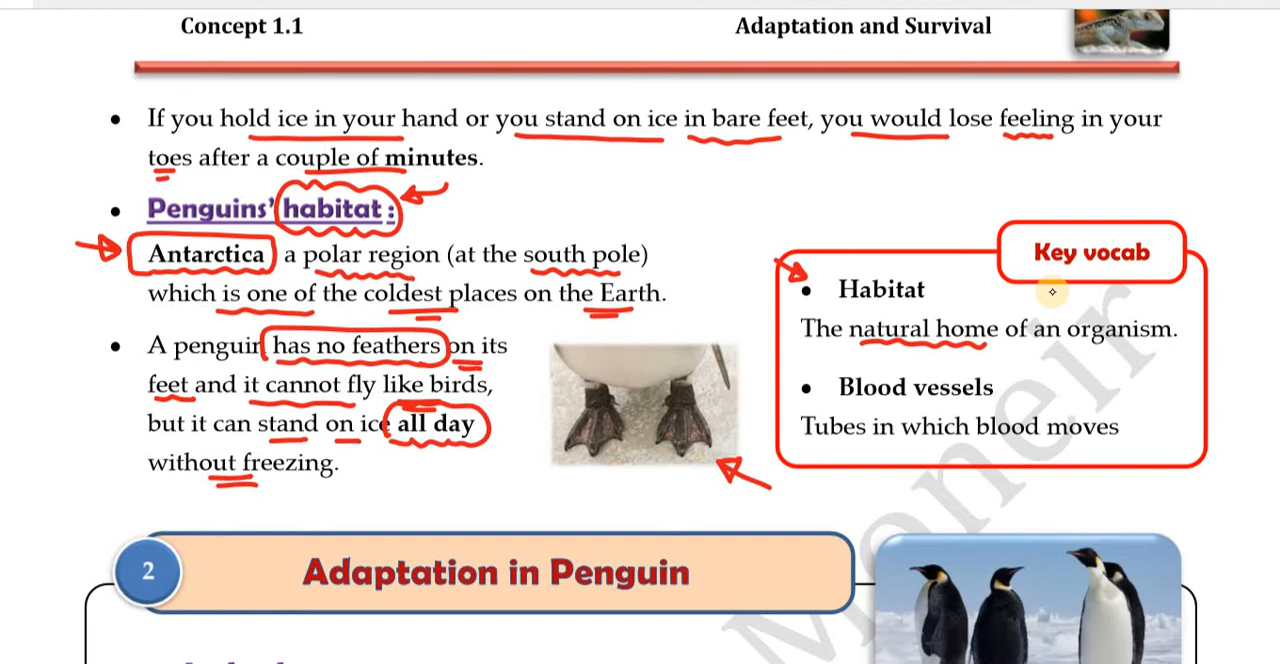 Concept 1.1
Adaptation and Survival
• If you hold ice in your hand or you stand on ice in bare feet, you would lose feeling in your
toes after a couple of minutes.
• Penguins' habitat :
Antarctica a polar region (at the south pole)
which is one of the coldest places on the Earth.
• A penguin has no feathers on its
feet and it cannot fly like birds,
but it can stand on ice all day
without freezing.
Key vocab
• Habitat
The natural home of an organism.
• Blood vessels
Tubes in which blood moves
Moneir
2
Adaptation in Penguin